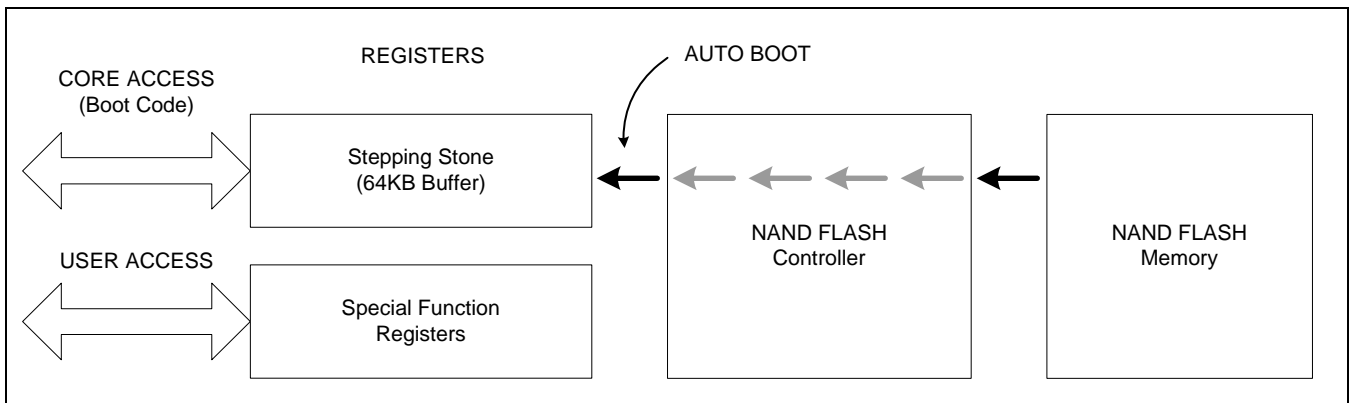 REGISTERS
AUTO BOOT
CORE ACCESS
(Boot Code)
Stepping Stone
(64KB Buffer)
NAND FLASH
Controller
NAND FLASH
Memory
USER ACCESS
Special Function
Registers